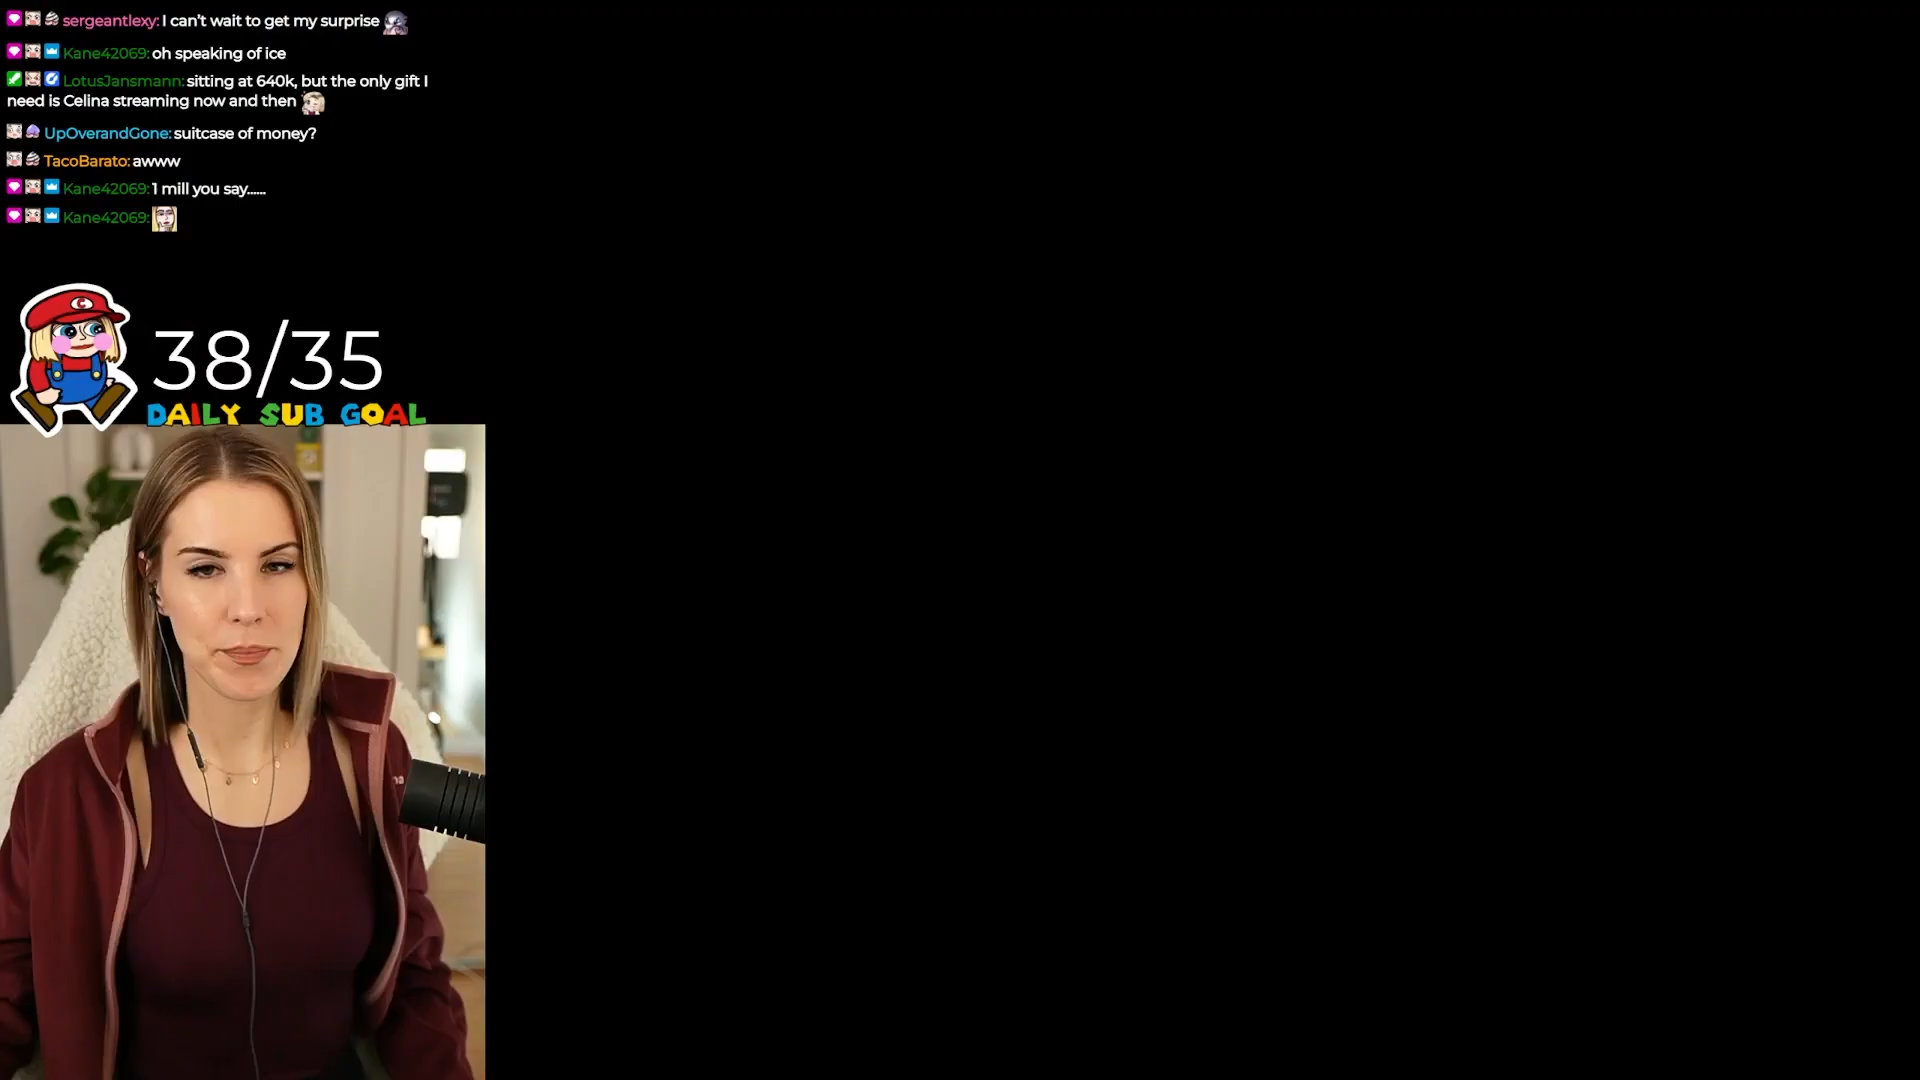 sergeantlexy: I can't wait to get my surprise
Kane42069: oh speaking of ice
LotusJansmann: sitting at 640k, but the only gift I
need is Celina streaming now and then
UpOverandGone: suitcase of money?
TacoBarato: awww
Kane42069: 1 mill you say......
Kane42069:
C
38/35
DAILY SUB GOAL